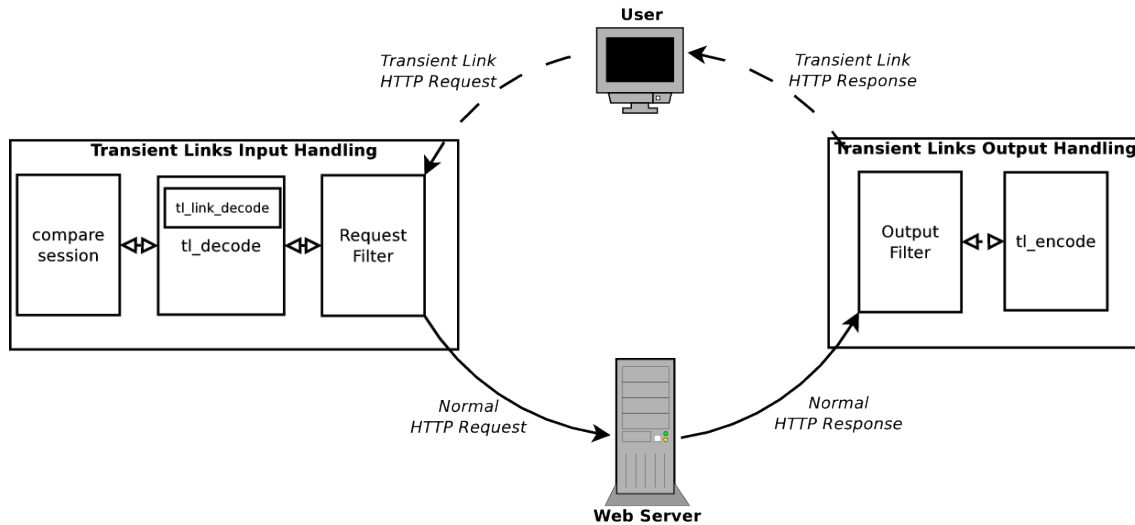 User
Transient Link
HTTP Request
Transient Link
HTTP Response
Transient Links Input Handling
compare
session
tl_link_decode
tl_decode
Request
Filter
Transient Links Output Handling
Output
Filter
tl_encode
Normal
HTTP Request
Normal
HTTP Response
Web Server